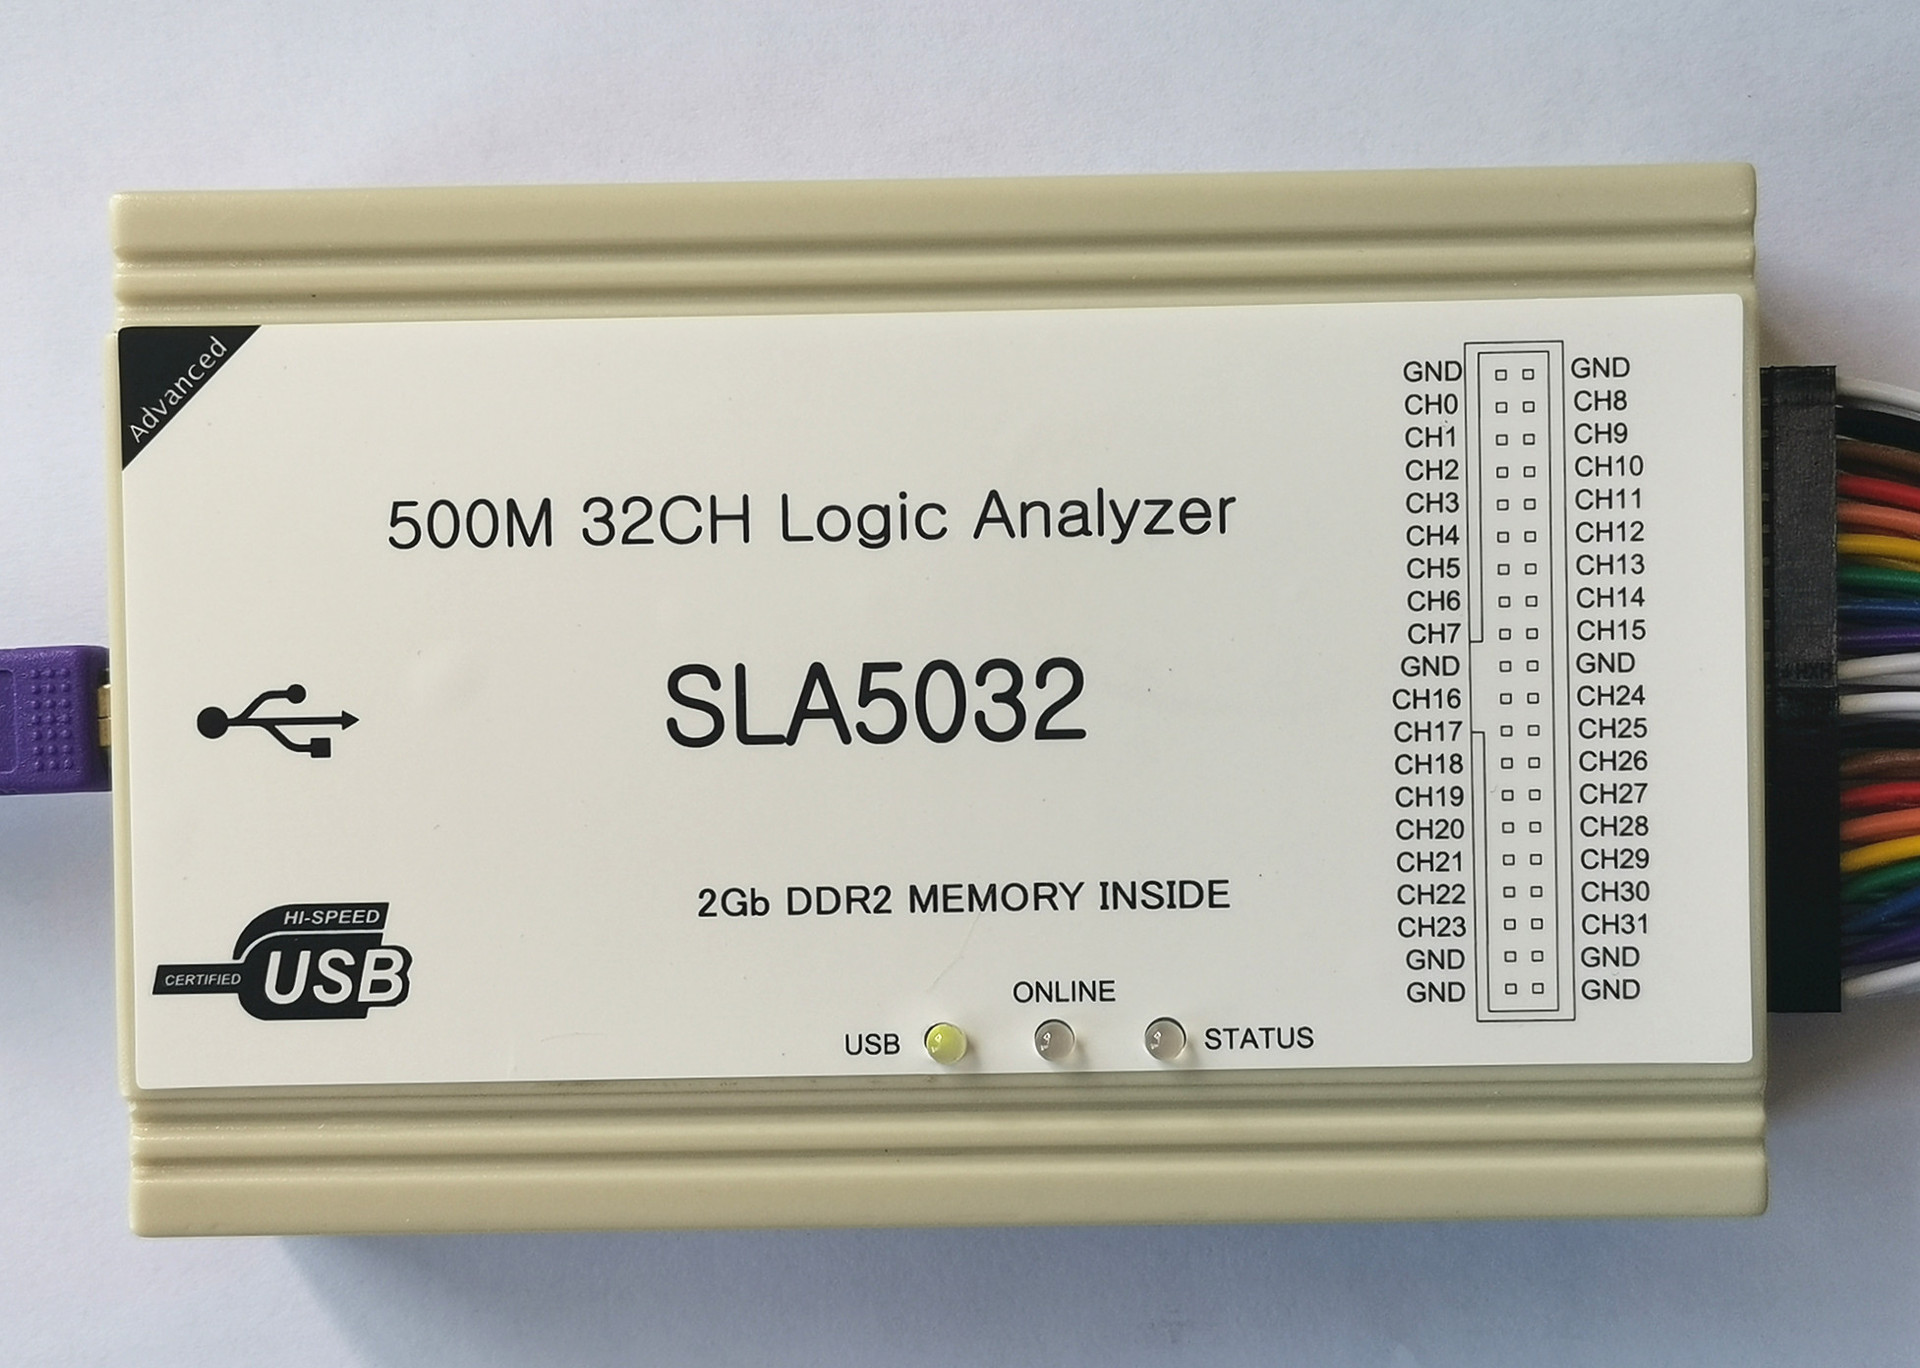 Advanced
500M 32CH Logic Analyzer
SLA5032
2Gb DDR2 MEMORY INSIDE
HI-SPEED
CERTIFIED USB
ONLINE
USB STATUS
GND GND
CH0 CH8
CH1 CH9
CH2 CH10
CH3 CH11
CH4 CH12
CH5 CH13
CH6 CH14
CH7 CH15
GND GND
CH16 CH24
CH17 CH25
CH18 CH26
CH19 CH27
CH20 CH28
CH21 CH29
CH22 CH30
CH23 CH31
GND GND
GND GND